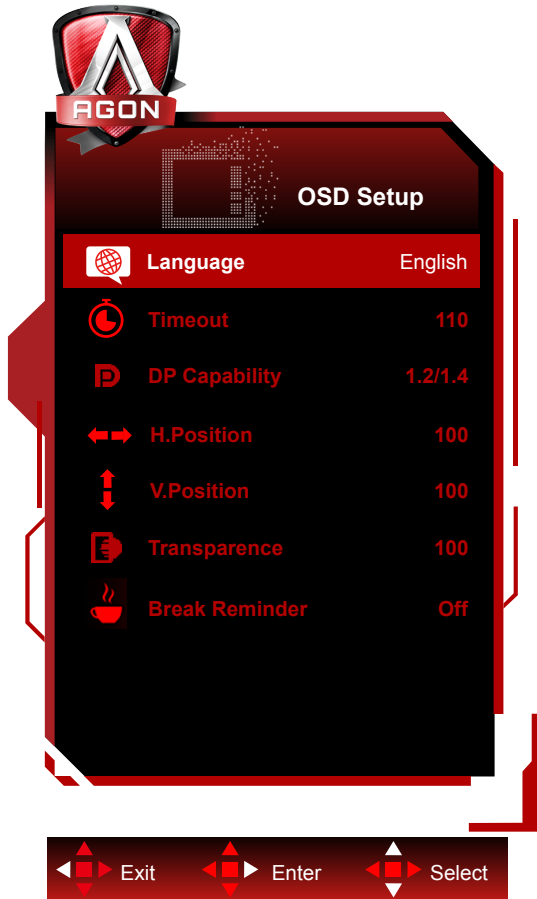 AGON
OSD Setup
Language English
Timeout 110
DP Capability 1.2/1.4
H.Position 100
V.Position 100
Transparence 100
Break Reminder Off
Exit Enter Select